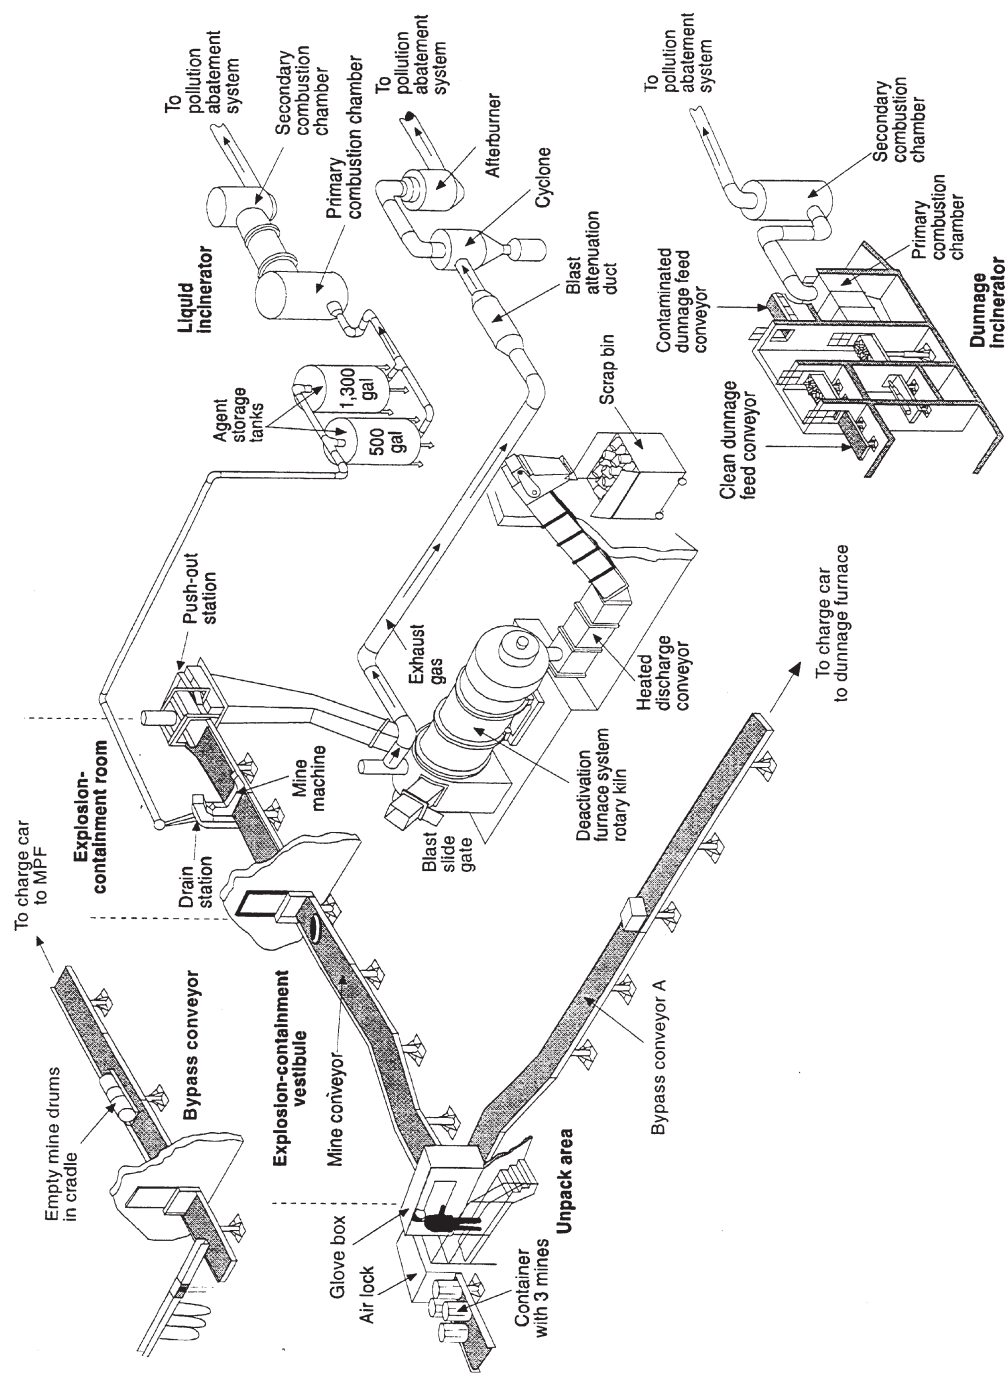 To charge car
to MPF
Empty mine drums
in cradle
Bypass conveyor
Explosion-
containment room
Drain
station
Mine
machine
Push-out
station
Explosion-containment
vestibule
Mine conveyor
Glove box
Air lock
Container
with 3 mines
Unpack area
Bypass conveyor A
To charge car
to dunnage furnace
Blast
slide
gate
Deactivation
furnace system
rotary kiln
Heated
discharge
conveyor
Exhaust
gas
Scrap bin
Agent
storage
tanks
500
gal
1,300
gal
Liquid
incinerator
Primary
combustion chamber
Secondary
combustion
chamber
To
pollution
abatement
system
To
pollution
abatement
system
Afterburner
Cyclone
Blast
attenuation
duct
To
pollution
abatement
system
Secondary
combustion
chamber
Primary
combustion
chamber
Contaminated
dunnage feed
conveyor
Clean dunnage
feed conveyor
Dunnage
incinerator